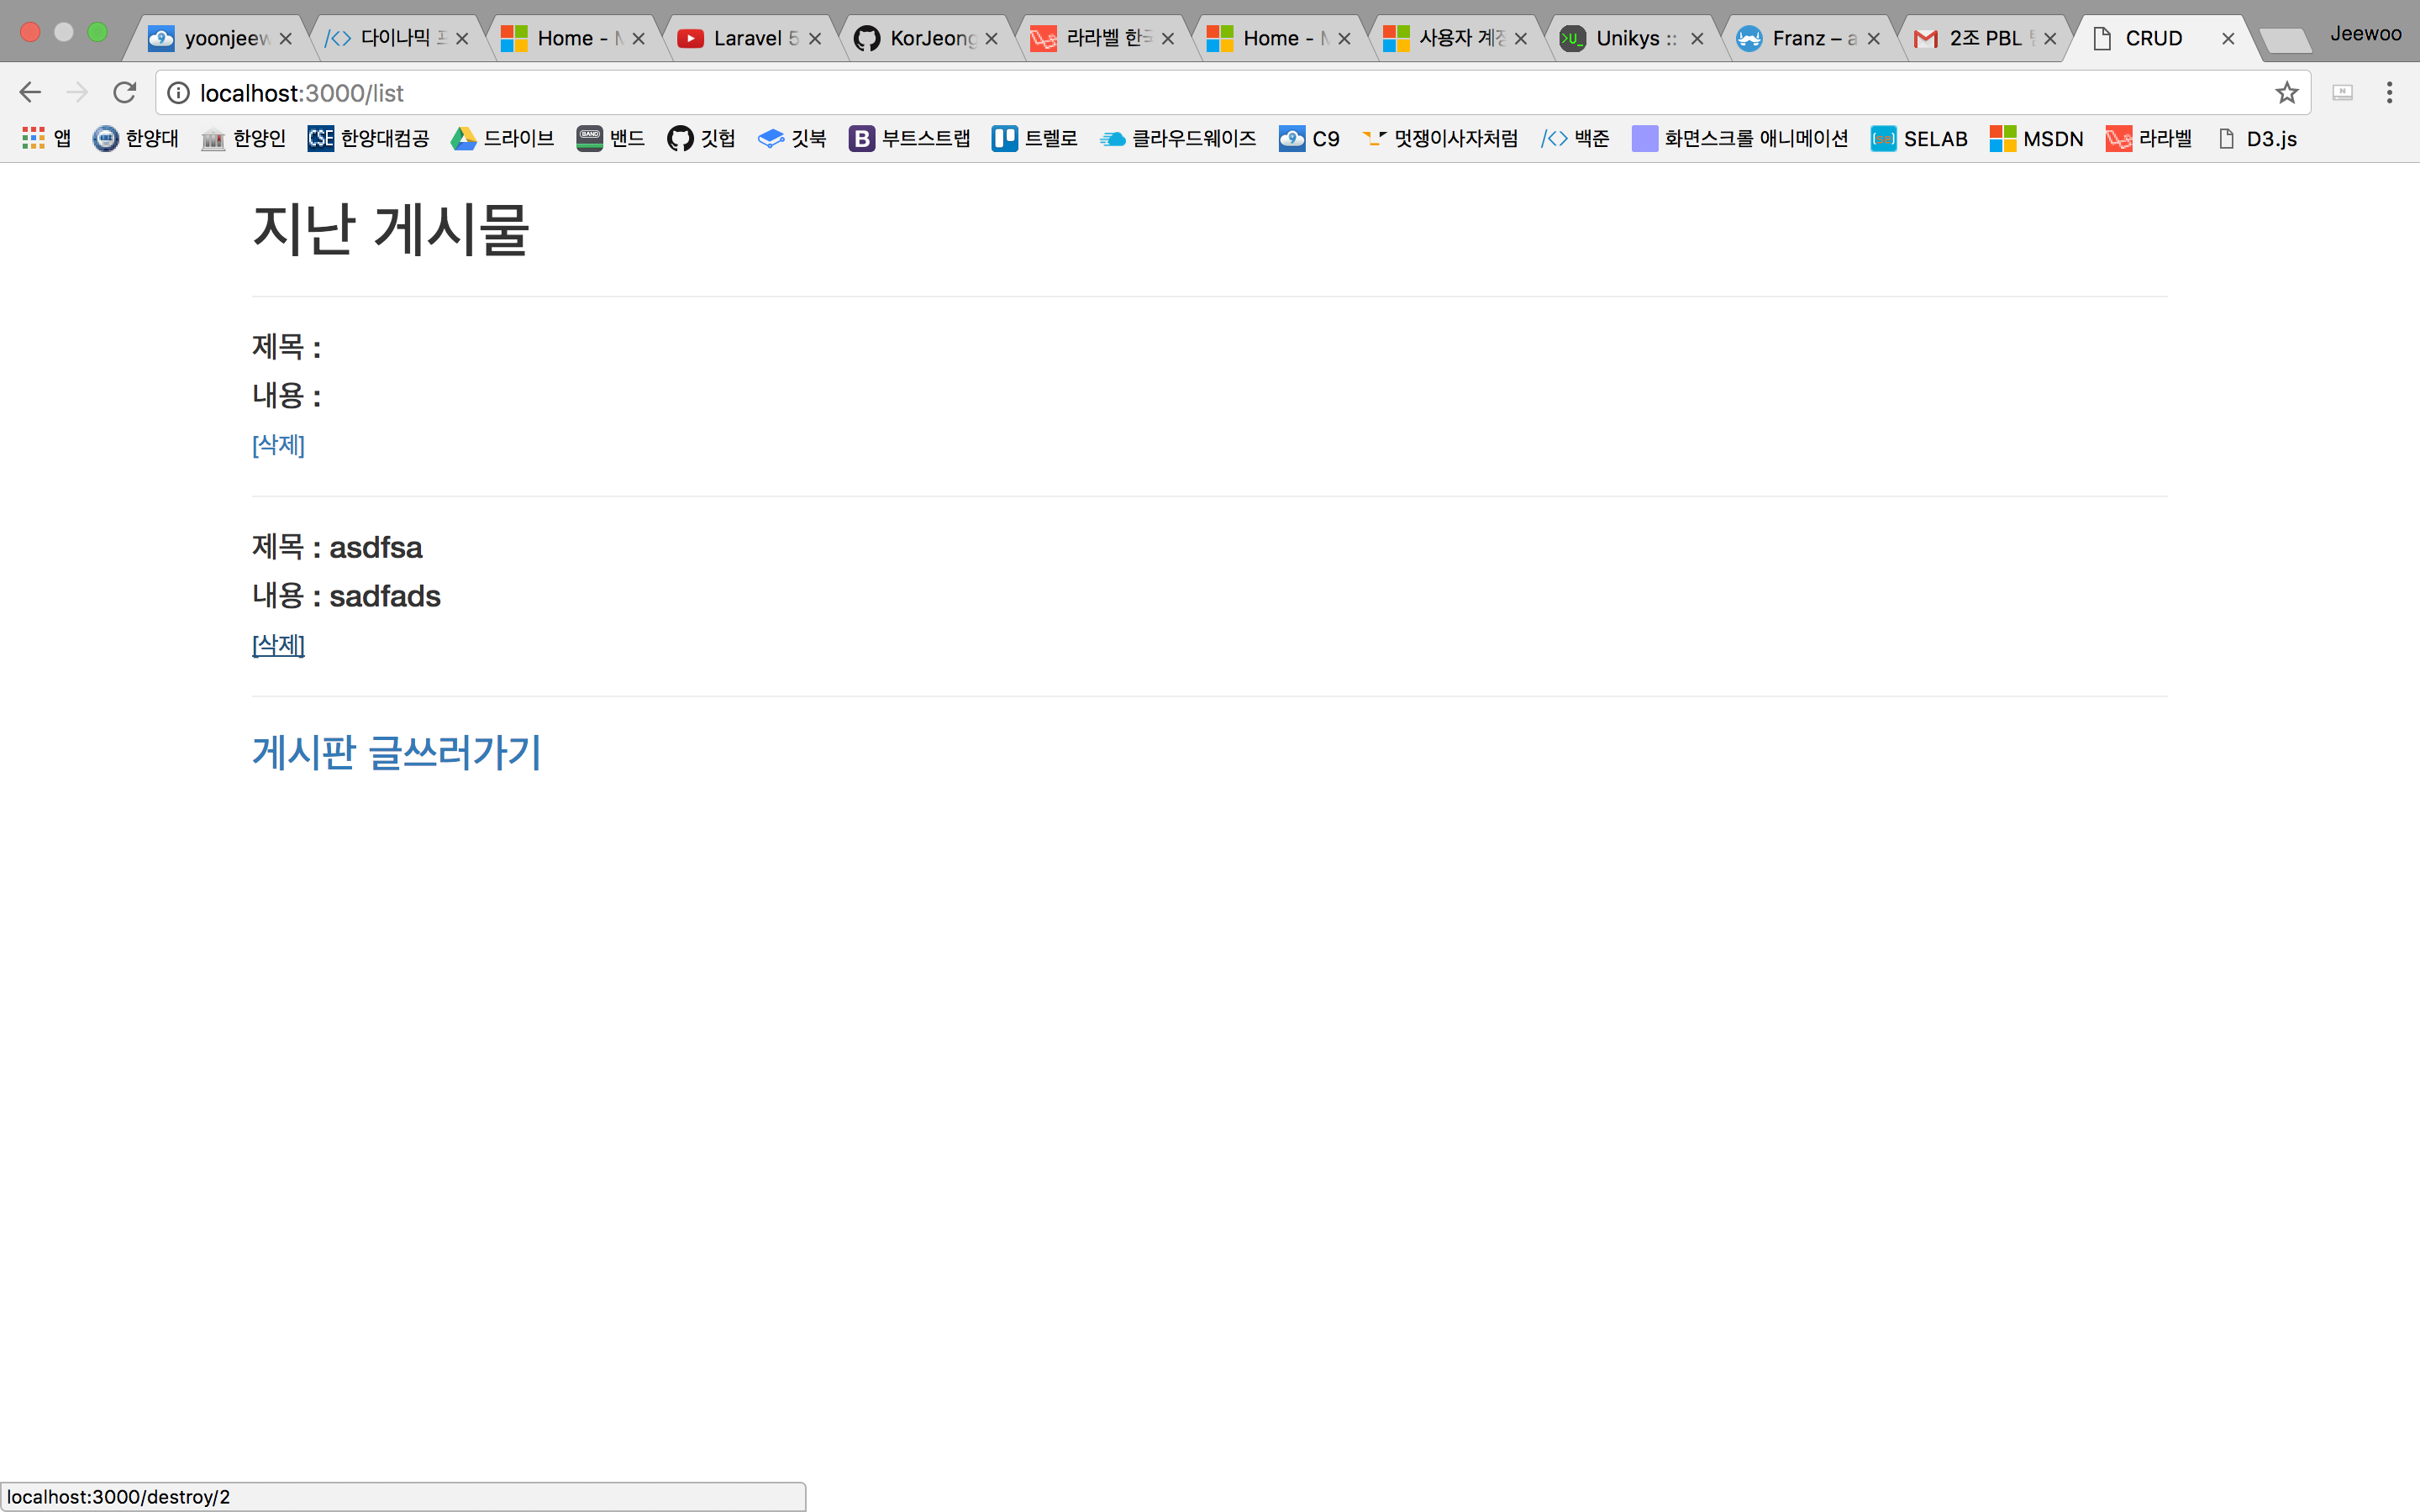 yoonjeew
다이나믹 프
Home - M
Laravel 5
KorJeong
라라벨 한국
Home - M
사용자 계정
Unikys ::
Franz – a
2조 PBL
CRUD
Jeewoo
localhost:3000/list
앱
한양대
한양인
CSE 한양대컴공
드라이브
BAND 밴드
깃헙
깃북
B 부트스트랩
트렐로
클라우드웨이즈
9 C9
멋쟁이사자처럼
/<> 백준
화면스크롤 애니메이션
SELAB
MSDN
라라벨
D3.js
지난 게시물
제목 :
내용 :
[삭제]
제목 : asdfsa
내용 : sadfads
[삭제]
게시판 글쓰러가기
localhost:3000/destroy/2